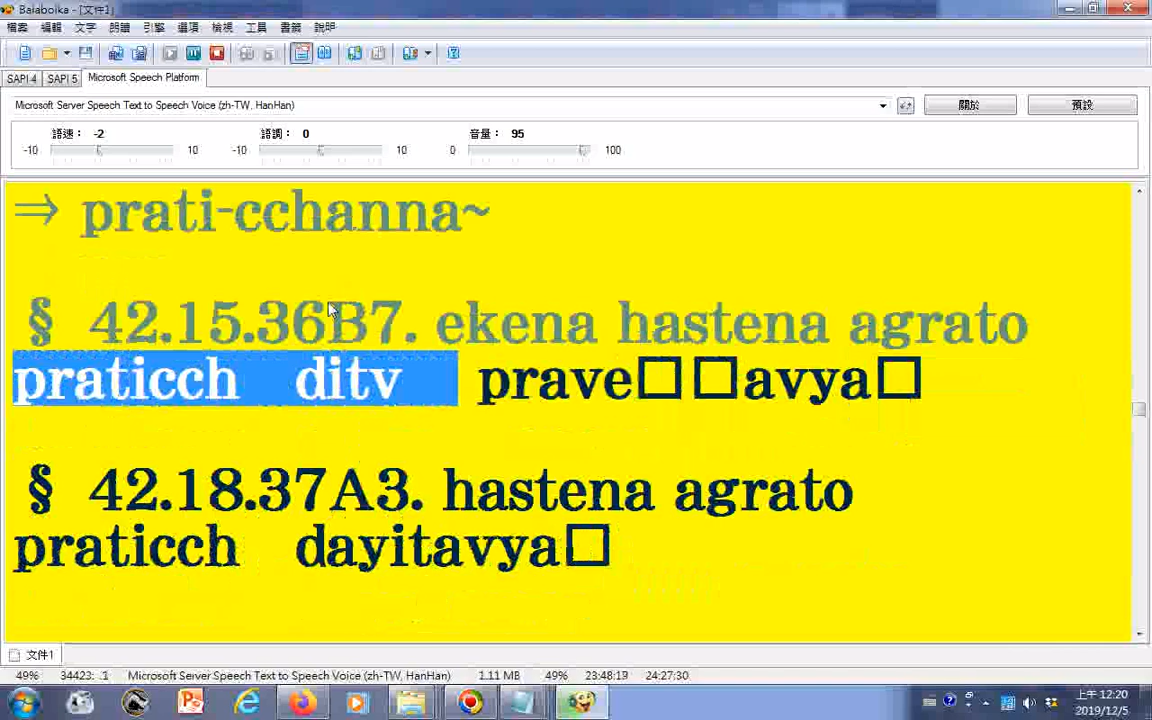 Balabolka - [文件1]
檔案 編輯 文字 朗讀 引擎 選項 檢視 工具 書籤 說明
SAPI 4 SAPI 5 Microsoft Speech Platform
Microsoft Server Speech Text to Speech Voice (zh-TW, HanHan) 關於 預設
語速： -2 語調： 0 音量： 95
-10 10 -10 10 0 100
⇒ prati-cchanna~
§ 42.15.36B7. ekena hastena agrato
praticch ditv prave□□avya□
§ 42.18.37A3. hastena agrato
praticch dayitavya□
文件1
49% 34423: .1 Microsoft Server Speech Text to Speech Voice (zh-TW, HanHan) 1.11 MB 49% 23:48:19 24:27:30
上午 12:20
2019/12/5